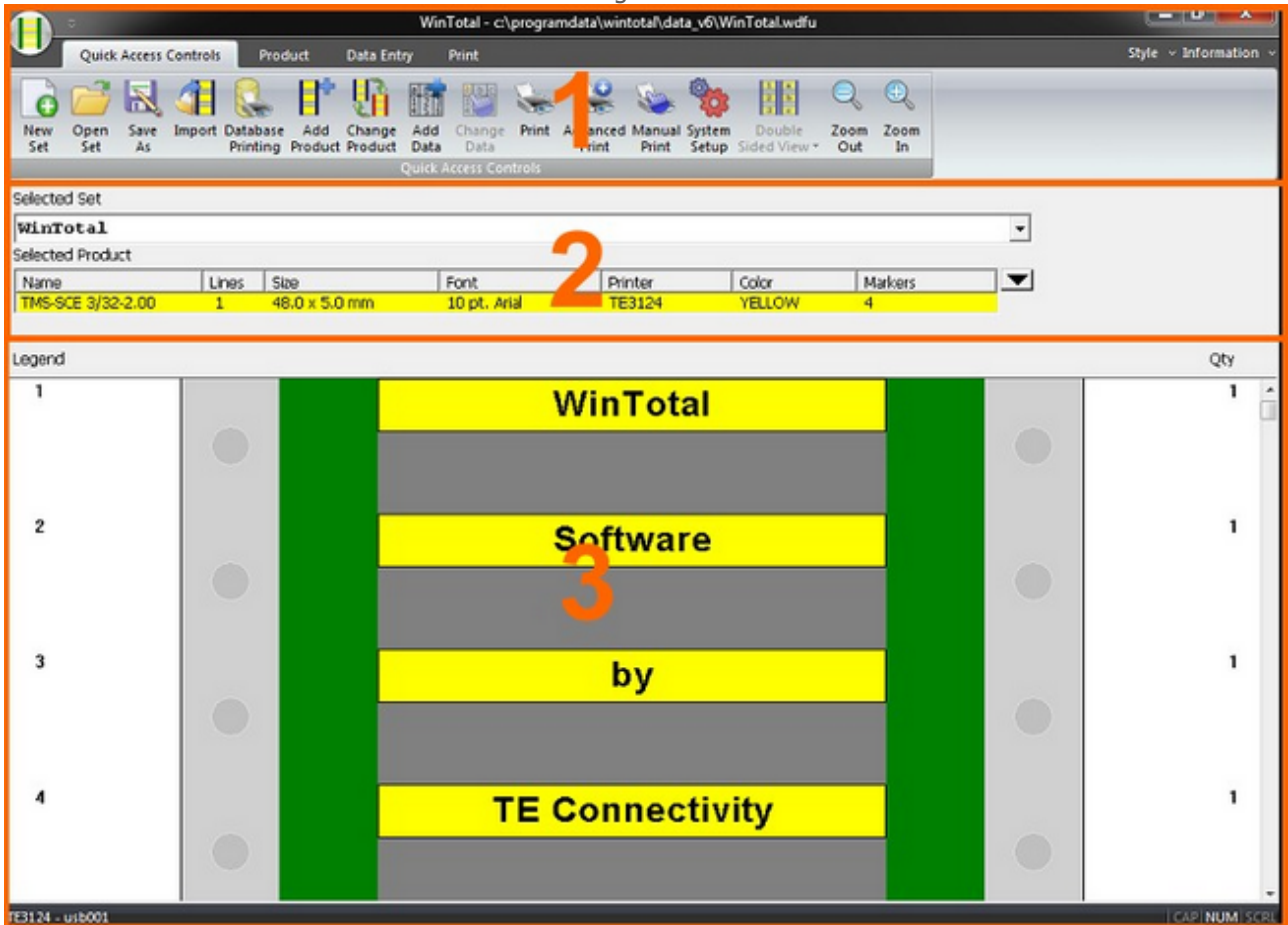 WinTotal - c:\programdata\wintotal\data_v6\WinTotal.wdfu
Quick Access Controls Product Data Entry Print Style Information
1
New Set Open Set Save As Import Database Printing Add Product Change Product Add Data Change Data Print Advanced Print Manual Print System Setup Double Sided View Zoom Out Zoom In
Quick Access Controls
Selected Set
WinTotal
2
Selected Product
Name Lines Size Font Printer Color Markers
TMS-SCE 3/32-2.00 1 48.0 x 5.0 mm 10 pt. Arial TE3124 YELLOW 4
Legend Qty
1 WinTotal 1
2 Software 1
3
3 by 1
4 TE Connectivity 1
TE3124 - usb001 CAP NUM SCRL